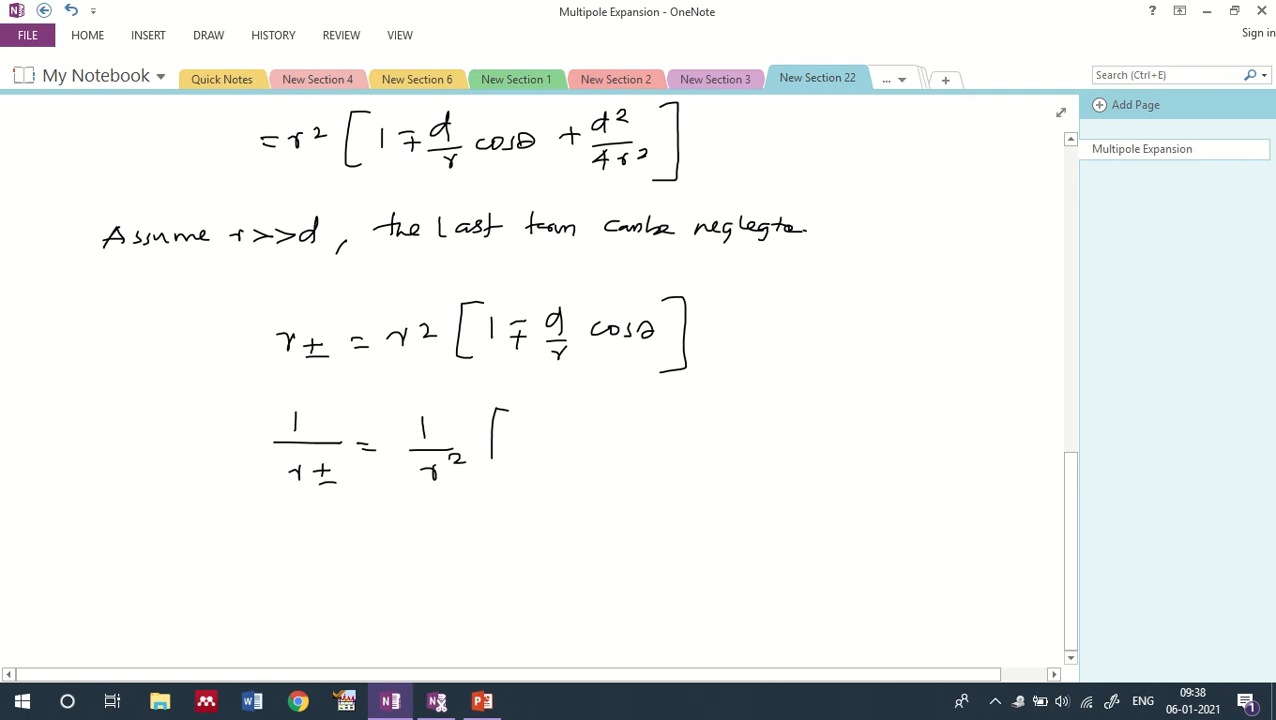 Multipole Expansion - OneNote
? Sign in
FILE HOME INSERT DRAW HISTORY REVIEW VIEW
My Notebook Quick Notes New Section 4 New Section 6 New Section 1 New Section 2 New Section 3 New Section 22 ... Search (Ctrl+E)
Add Page
Multipole Expansion
= r² [ 1 ∓ d/r cosθ + d²/4r² ]
Assume r >> d , the last term can be neglecte.
r± = r² [ 1 ∓ d/r cosθ ]
1/r± = 1/r² [
ENG 09:38
06-01-2021